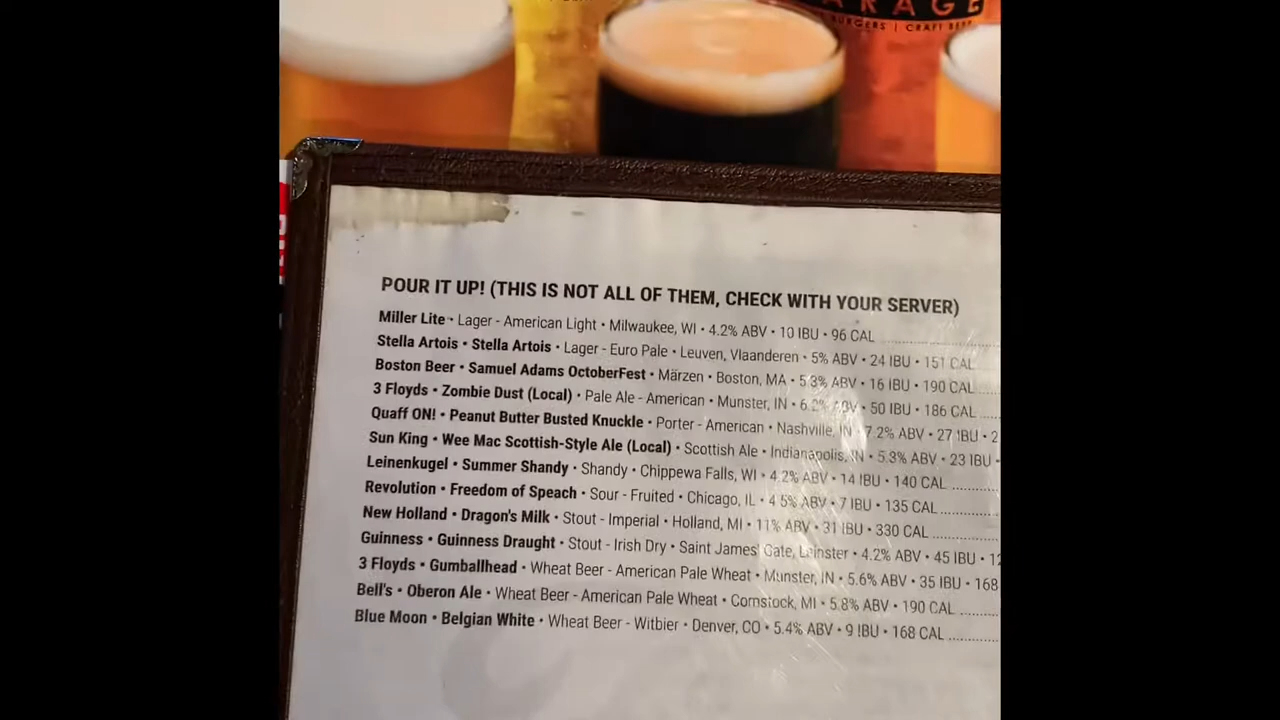 ARAGE
BURGERS | CRAFT BEER
POUR IT UP! (THIS IS NOT ALL OF THEM, CHECK WITH YOUR SERVER)
Miller Lite • Lager - American Light • Milwaukee, WI • 4.2% ABV • 10 IBU • 96 CAL
Stella Artois • Stella Artois • Lager - Euro Pale • Leuven, Vlaanderen • 5% ABV • 24 IBU • 151 CAL
Boston Beer • Samuel Adams OctoberFest • Märzen • Boston, MA • 5.3% ABV • 16 IBU • 190 CAL
3 Floyds • Zombie Dust (Local) • Pale Ale - American • Munster, IN • ABV • 50 IBU • 186 CAL
Quaff ON! • Peanut Butter Busted Knuckle • Porter - American • Nashville, IN • 7.2% ABV • 27 IBU • 2
Sun King • Wee Mac Scottish-Style Ale (Local) • Scottish Ale • Indianapolis, IN • 5.3% ABV • 23 IBU •
Leinenkugel • Summer Shandy • Shandy • Chippewa Falls, WI • 4.2% ABV • 14 IBU • 140 CAL
Revolution • Freedom of Speach • Sour - Fruited • Chicago, IL • 4.5% ABV • 7 IBU • 135 CAL
New Holland • Dragon's Milk • Stout - Imperial • Holland, MI • 11% ABV • 31 IBU • 330 CAL
Guinness • Guinness Draught • Stout - Irish Dry • Saint James' Gate, Leinster • 4.2% ABV • 45 IBU • 12
3 Floyds • Gumballhead • Wheat Beer - American Pale Wheat • Munster, IN • 5.6% ABV • 35 IBU • 168
Bell's • Oberon Ale • Wheat Beer - American Pale Wheat • Comstock, MI • 5.8% ABV • 190 CAL
Blue Moon • Belgian White • Wheat Beer - Witbier • Denver, CO • 5.4% ABV • 9 IBU • 168 CAL